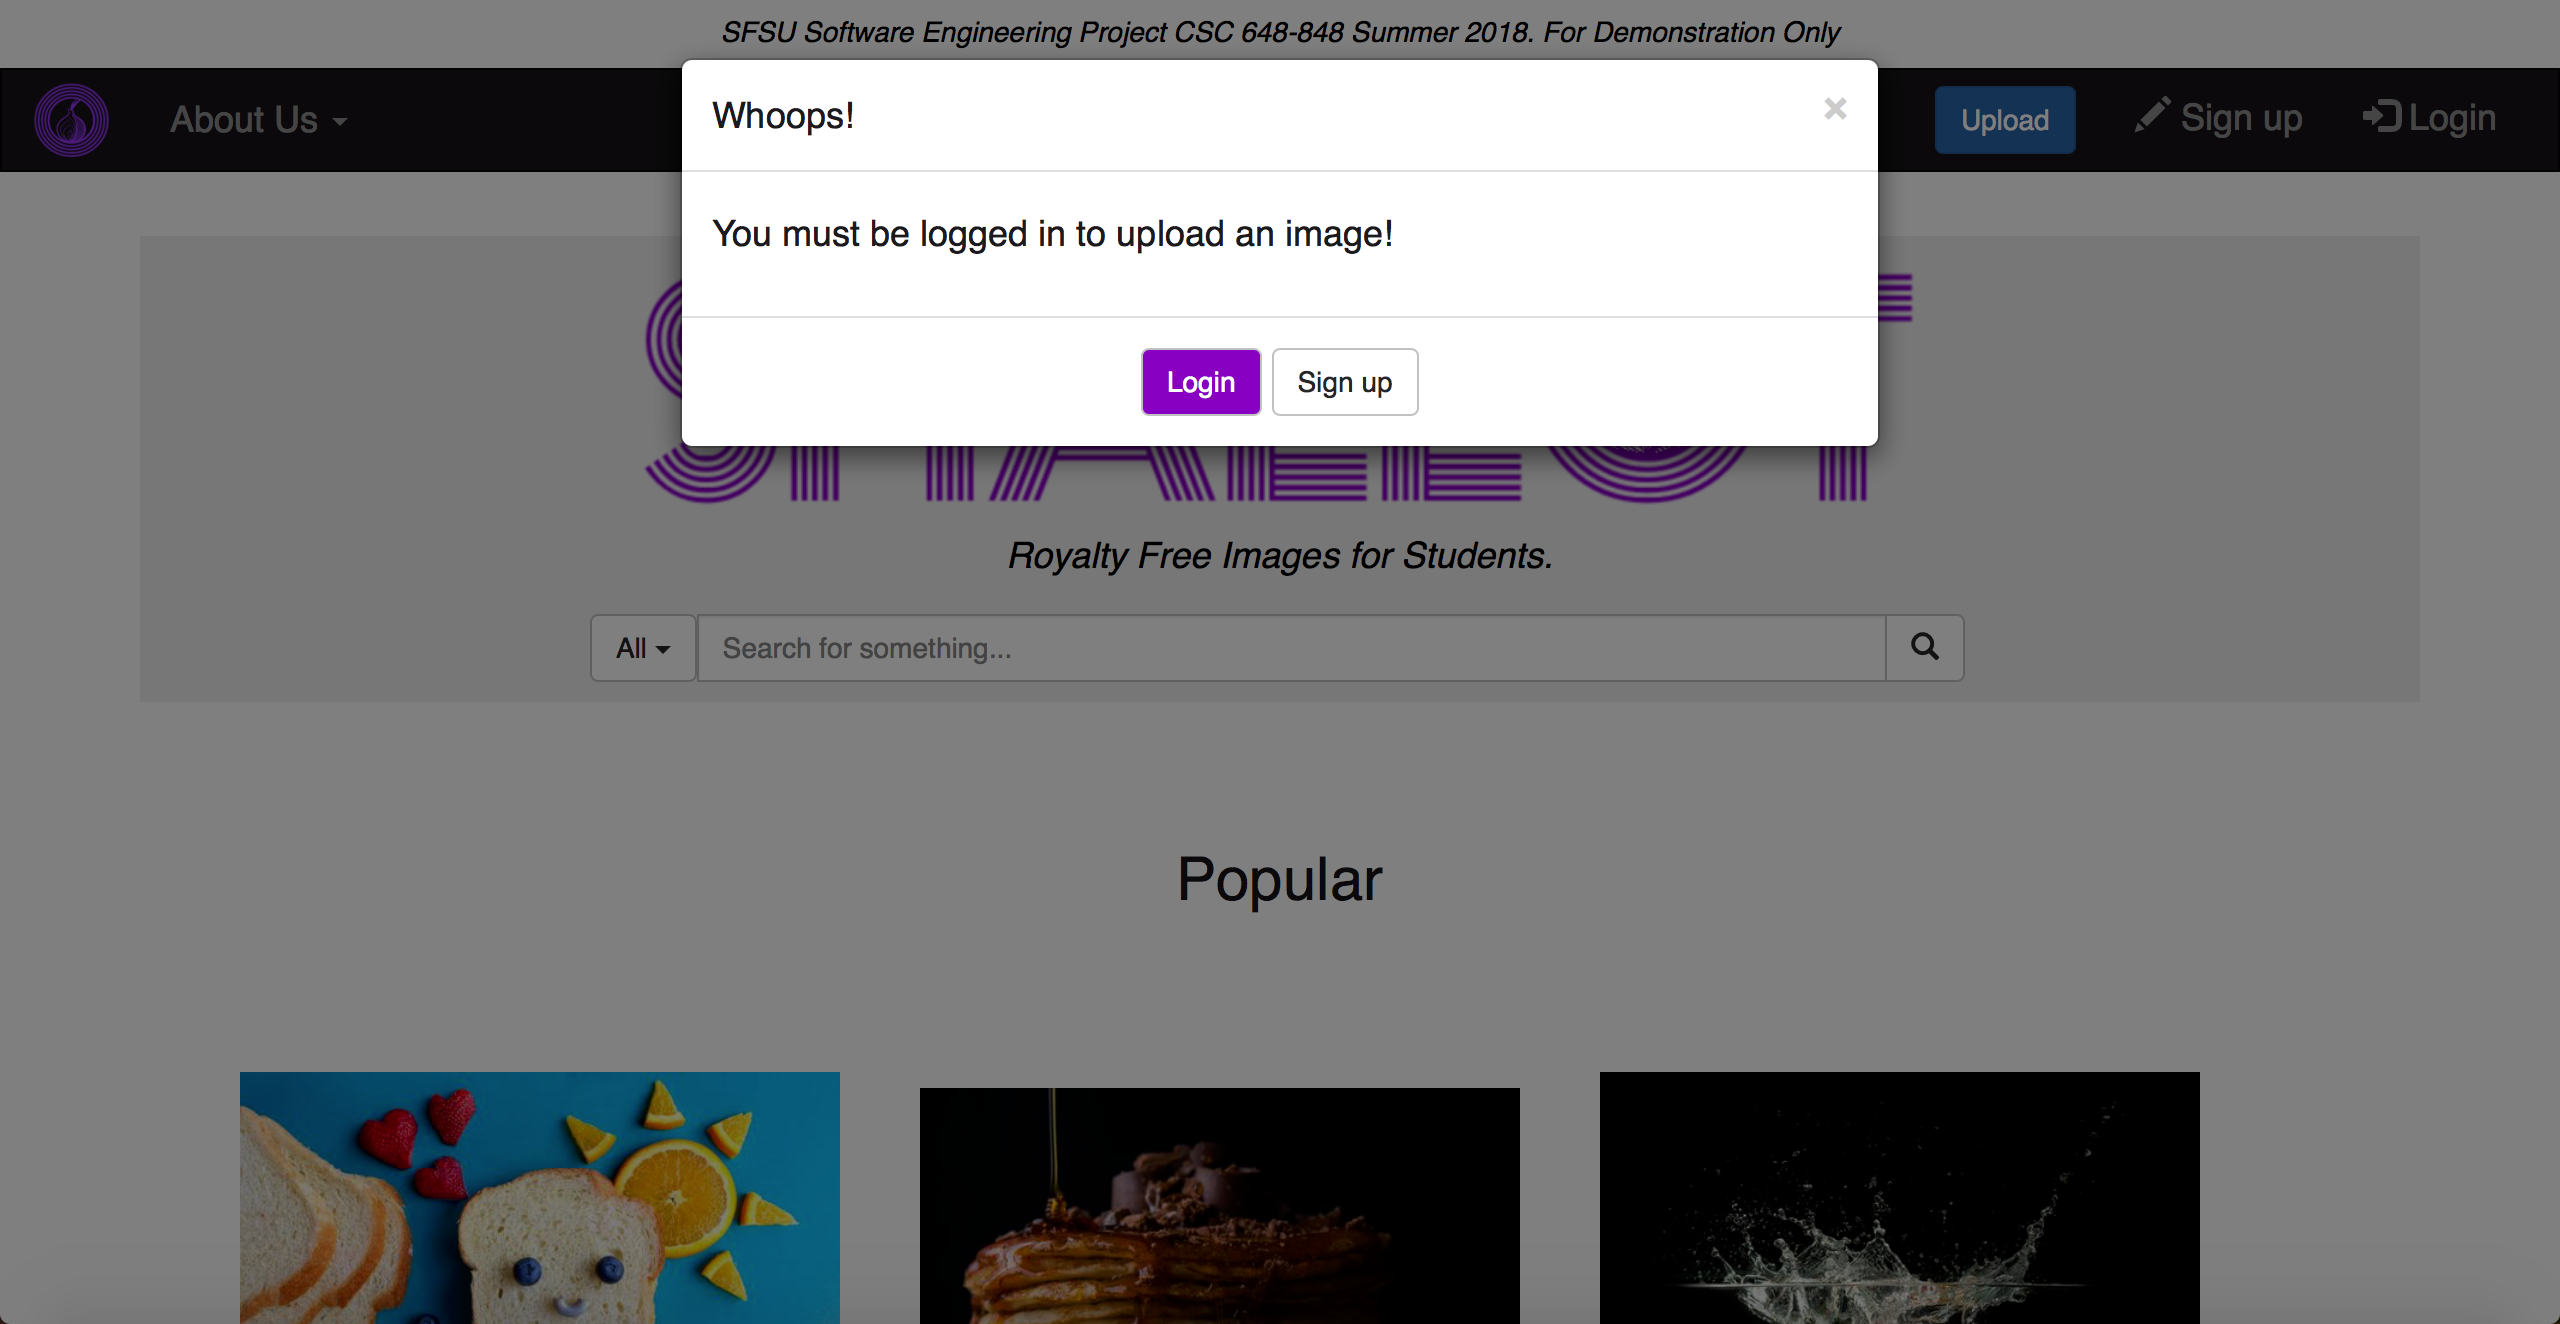 SFSU Software Engineering Project CSC 648-848 Summer 2018. For Demonstration Only
About Us
Upload
Sign up
Login
Whoops!
×
You must be logged in to upload an image!
Login
Sign up
Royalty Free Images for Students.
All
Search for something...
Popular